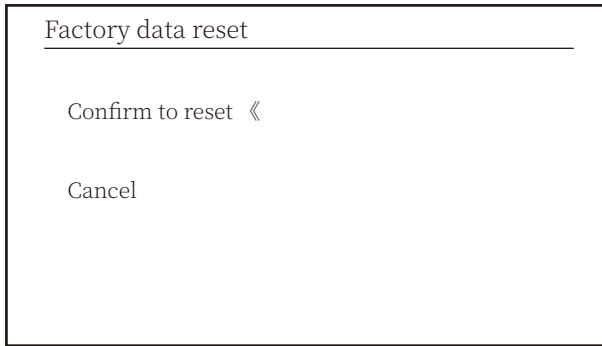 Factory data reset
Confirm to reset 《
Cancel